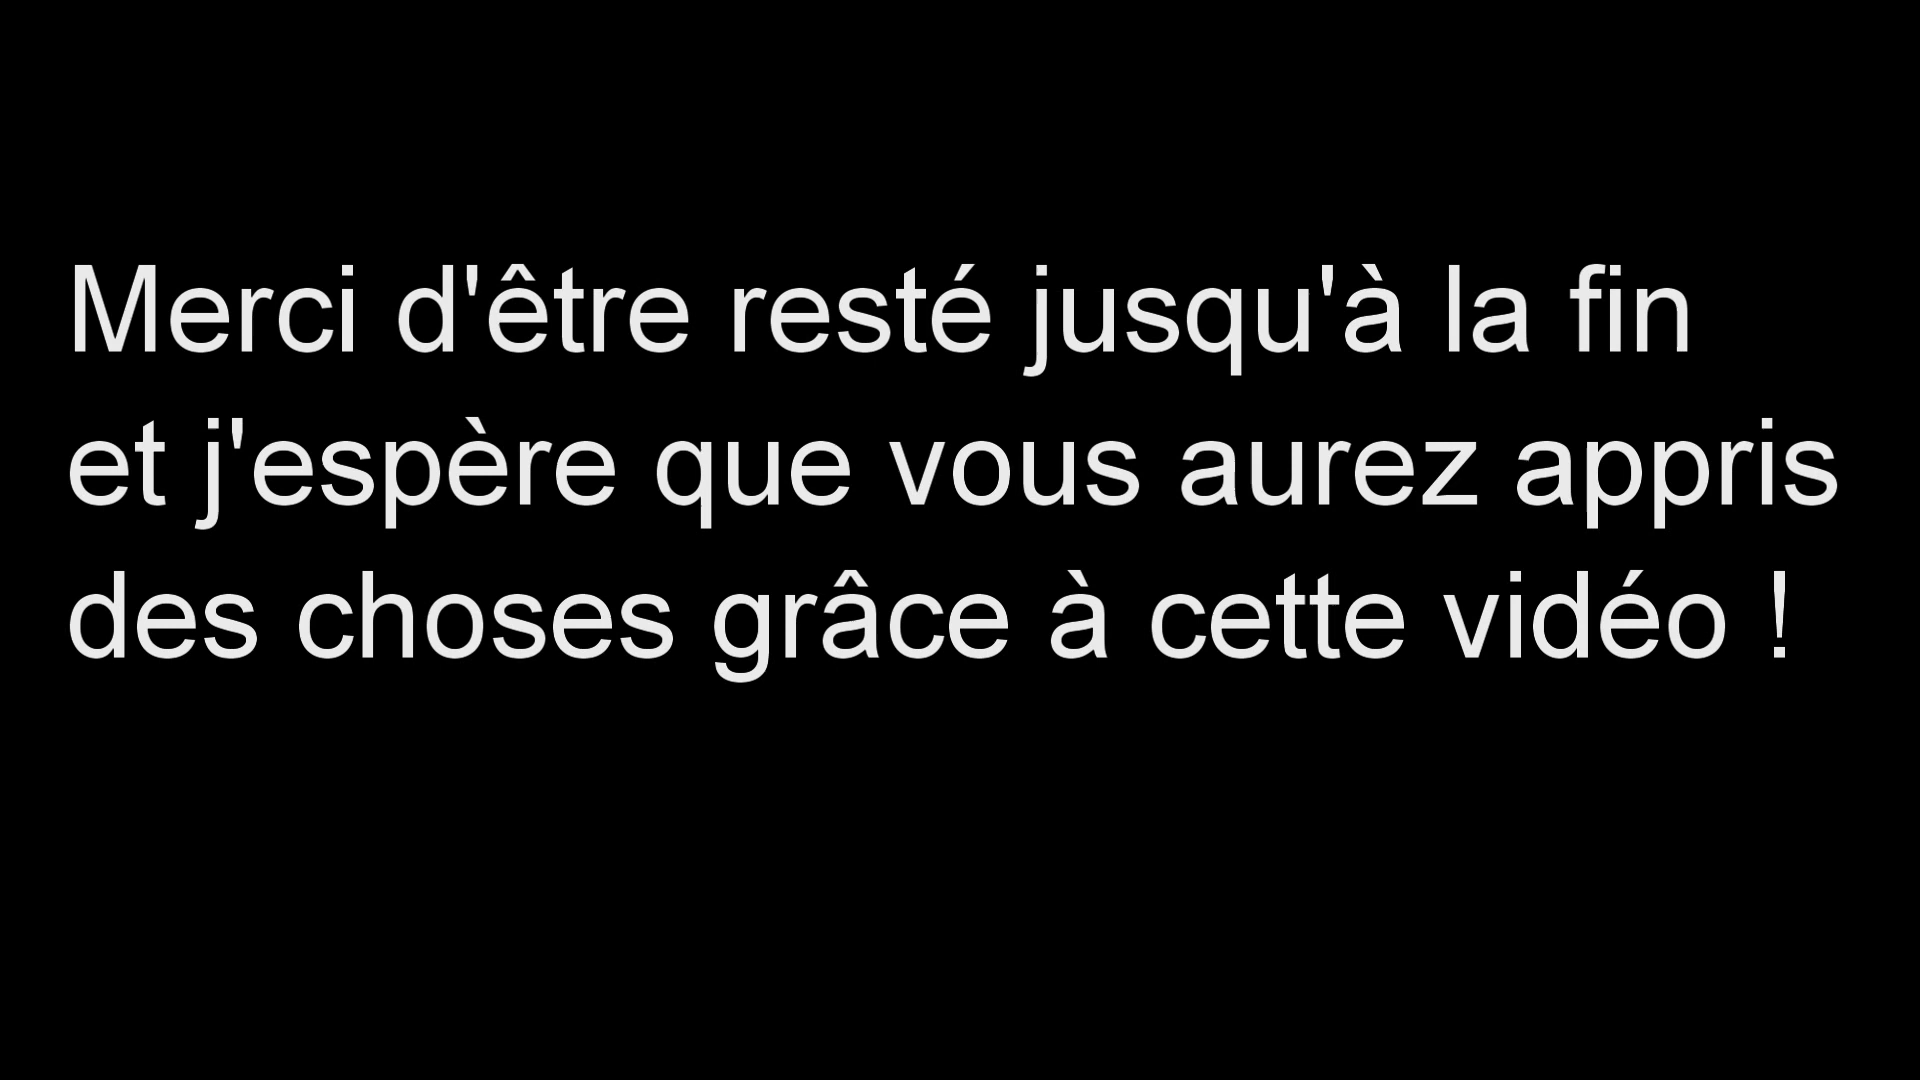 Merci d'être resté jusqu'à la fin
et j'espère que vous aurez appris
des choses grâce à cette vidéo !